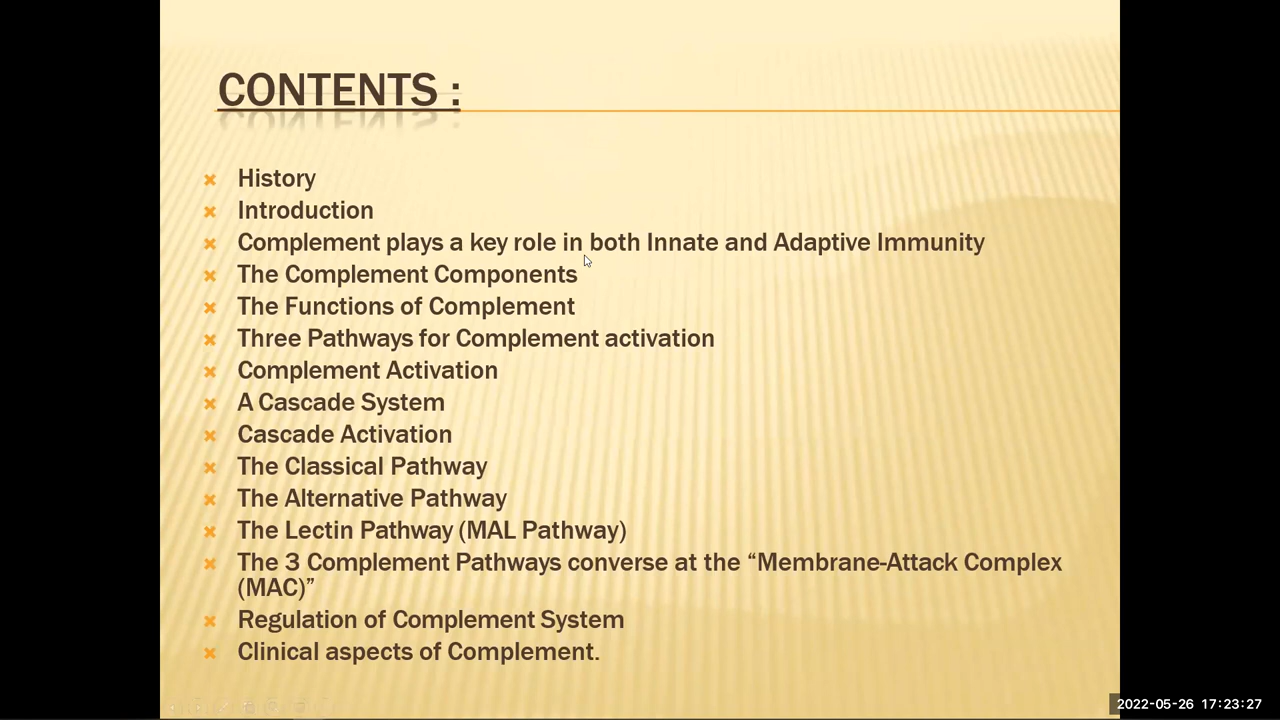 CONTENTS :
History
Introduction
Complement plays a key role in both Innate and Adaptive Immunity
The Complement Components
The Functions of Complement
Three Pathways for Complement activation
Complement Activation
A Cascade System
Cascade Activation
The Classical Pathway
The Alternative Pathway
The Lectin Pathway (MAL Pathway)
The 3 Complement Pathways converse at the “Membrane-Attack Complex
(MAC)”
Regulation of Complement System
Clinical aspects of Complement.
2022-05-26 17:23:27